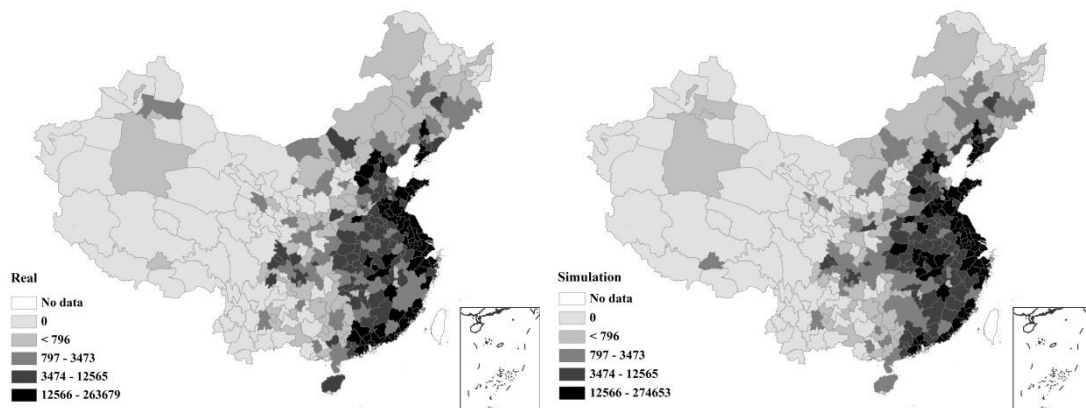 Real
No data
0
< 796
797 - 3473
3474 - 12565
12566 - 263679
Simulation
No data
0
< 796
797 - 3473
3474 - 12565
12566 - 274653